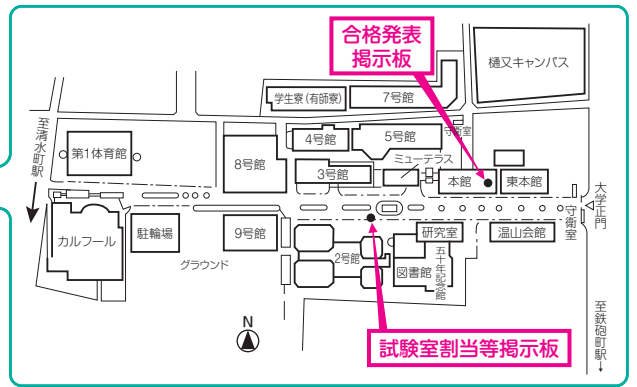 合格発表
掲示板
樋又キャンパス
学生寮(有師寮)
7号館
守衛室
4号館
5号館
至清水町駅
第1体育館
8号館
3号館
ミューテラス
本館
東本館
大学正門
守衛室
カルフール
駐輪場
9号館
グラウンド
2号館
研究室
図書館
五十年記念館
温山会館
至鉄砲町駅→
N
試験室割当等掲示板